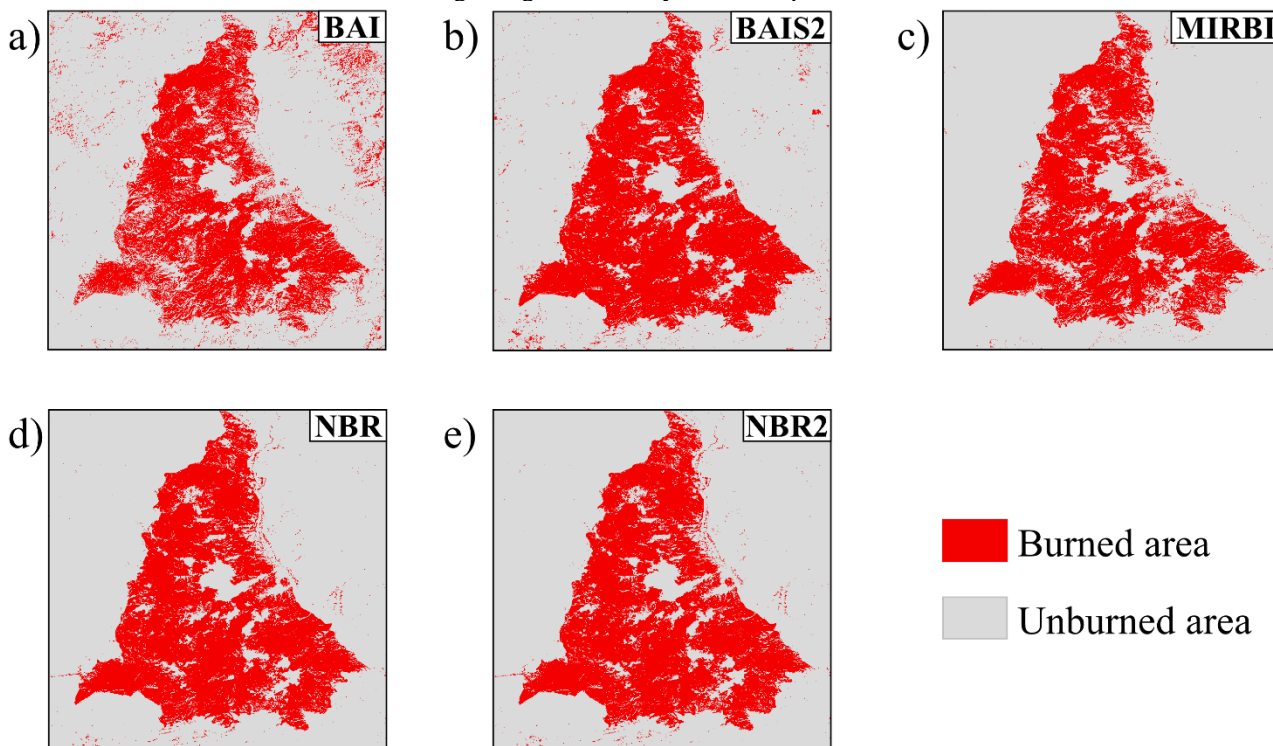 a)
BAI
b)
BAIS2
c)
MIRBI
d)
NBR
e)
NBR2
Burned area
Unburned area